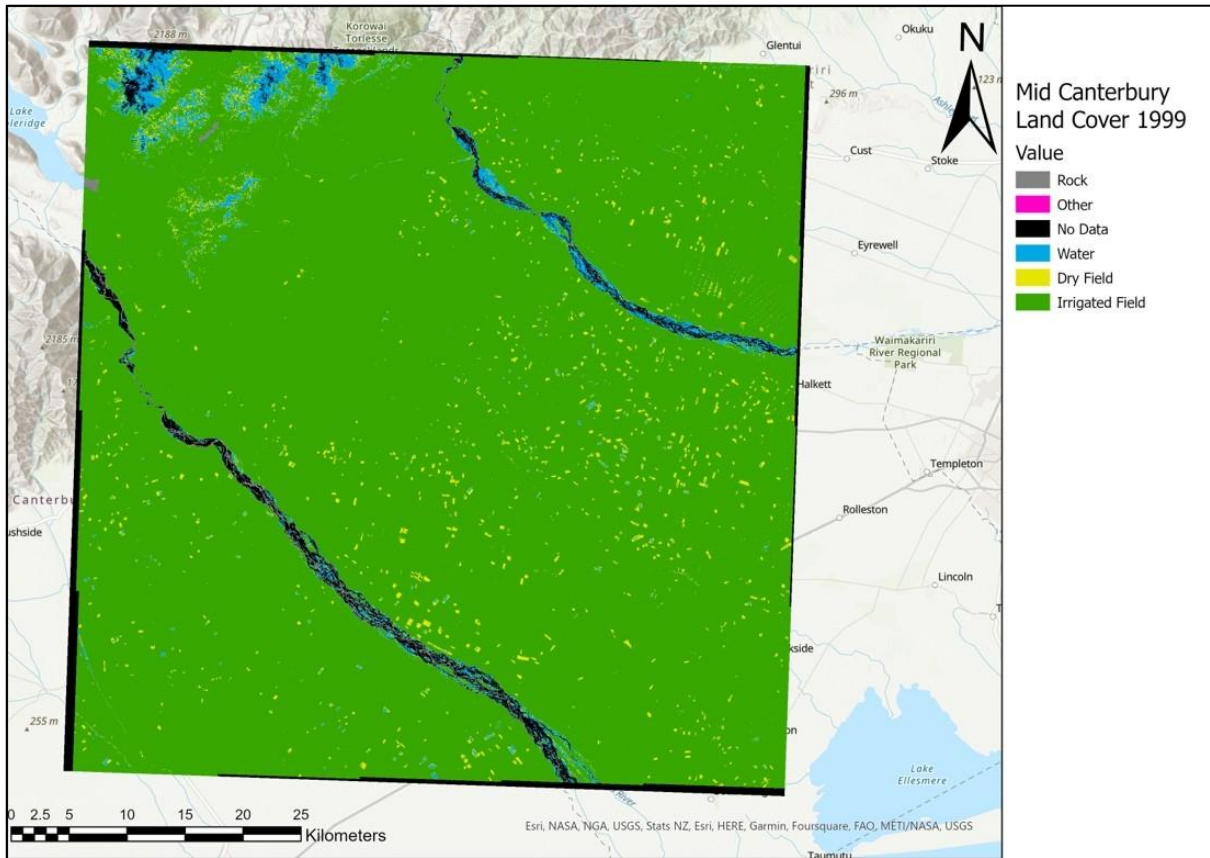 2188 m
Korowai
Torlesse
Glentui
Okuku
N
123 m
296 m
Lake
Cust
Stoke
Eyrewell
2185 m
Waimakariri
River Regional
Park
Halkett
Templeton
Rolleston
Lincoln
255 m
Lake
Ellesmere
River
Taumutu
0 2.5 5 10 15 20 25
Kilometers
Esri, NASA, NGA, USGS, Stats NZ, Esri, HERE, Garmin, Foursquare, FAO, METI/NASA, USGS
Mid Canterbury
Land Cover 1999
Value
Rock
Other
No Data
Water
Dry Field
Irrigated Field